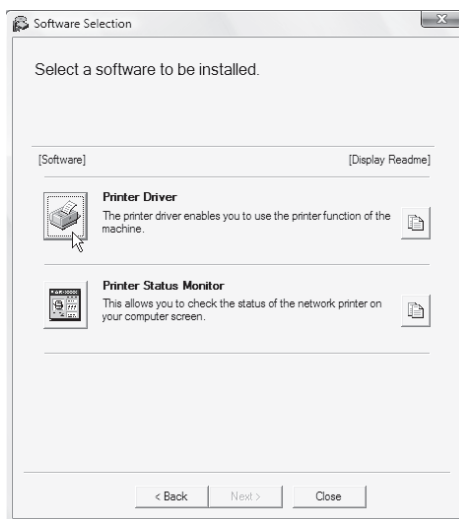 Software Selection
Select a software to be installed.
[Software] [Display Readme]
Printer Driver
The printer driver enables you to use the printer function of the
machine.
Printer Status Monitor
This allows you to check the status of the network printer on
your computer screen.
< Back Next > Close